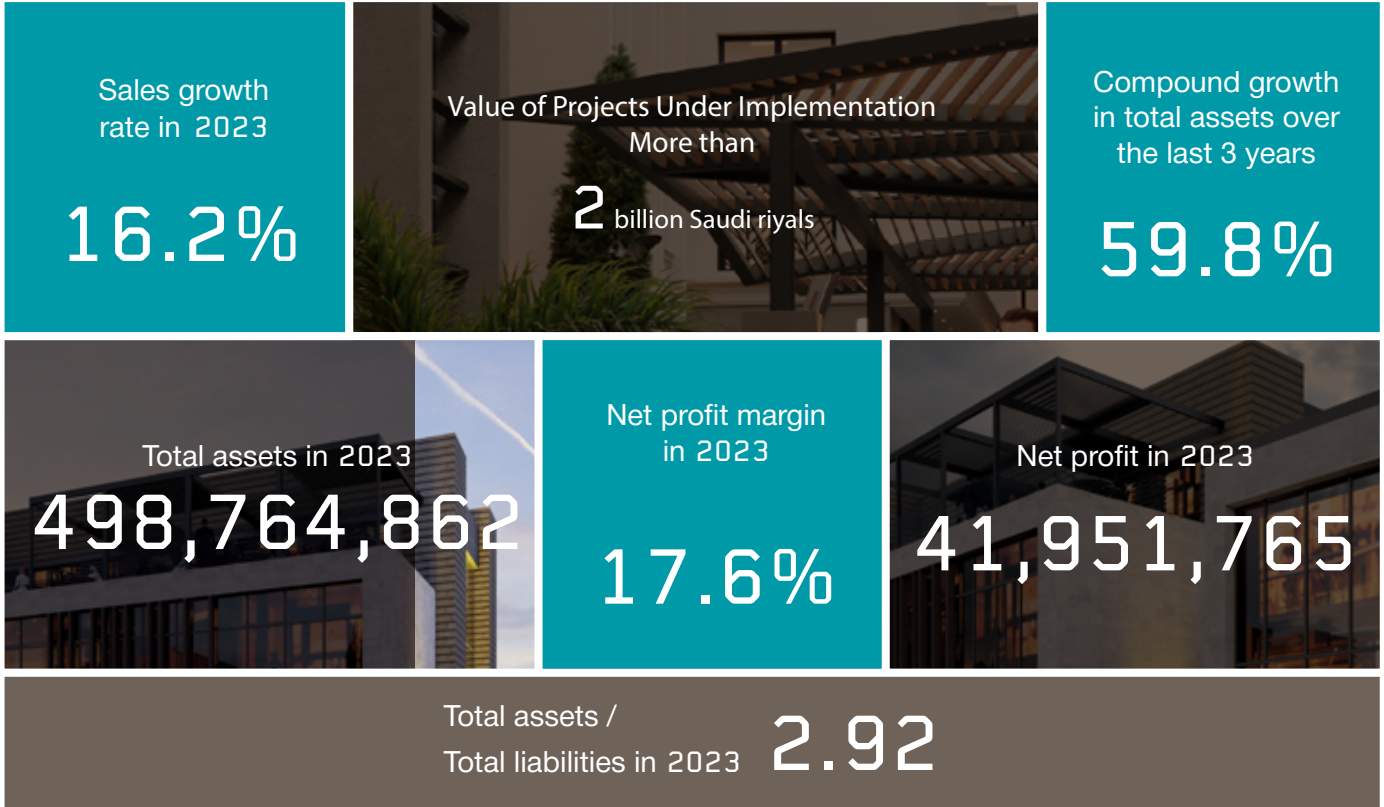 Sales growth
rate in 2023
16.2%
Value of Projects Under Implementation
More than
2 billion Saudi riyals
Compound growth
in total assets over
the last 3 years
59.8%
Total assets in 2023
498,764,862
Net profit margin
in 2023
17.6%
Net profit in 2023
41,951,765
Total assets /
Total liabilities in 2023
2.92